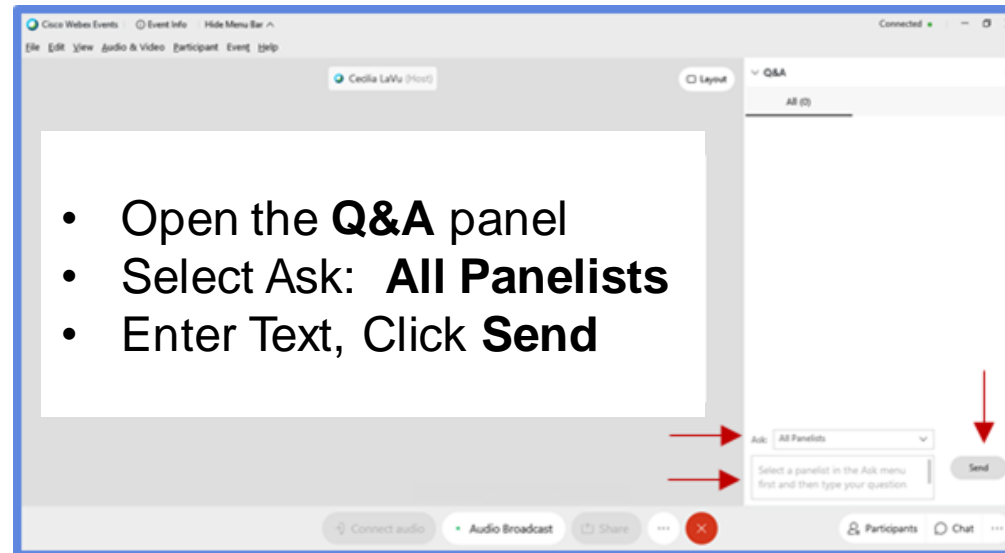 Cisco Webex Events Event Info Hide Menu Bar Connected
File Edit View Audio & Video Participant Event Help
Cecilia LaVu (Host) Layout
Q&A
All (0)
• Open the Q&A panel
• Select Ask: All Panelists
• Enter Text, Click Send
Ask: All Panelists
Select a panelist in the Ask menu
first and then type your question
Send
Connect audio Audio Broadcast Share ... Participants Chat ...